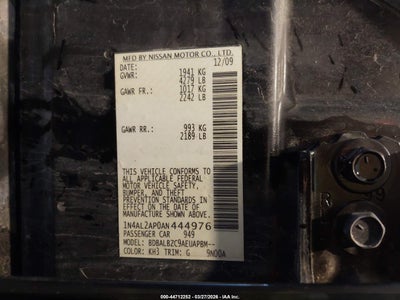 MFD BY NISSAN MOTOR CO., LTD.
DATE: 12/09
GVWR: 1941 KG
4279 LB
GAWR FR.: 1017 KG
2242 LB
GAWR RR.: 993 KG
2189 LB
THIS VEHICLE CONFORMS TO
ALL APPLICABLE FEDERAL
MOTOR VEHICLE SAFETY,
BUMPER, AND THEFT
PREVENTION STANDARDS IN
EFFECT ON THE DATE OF
MANUFACTURE SHOWN ABOVE.
1N4AL2AP0AN444976
PASSENGER CAR 949
MODEL: BDBALBZC9AEUAPBM--
COLOR: KH3 TRIM: G 9N00A
000-44712252 - 03/27/2026 - IAAI.COM